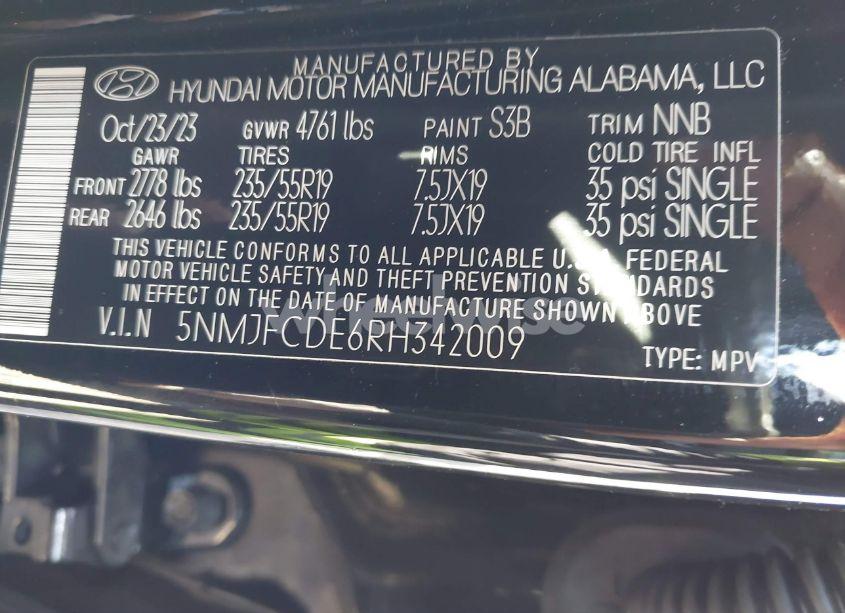 MANUFACTURED BY
HYUNDAI MOTOR MANUFACTURING ALABAMA, LLC
Oct/23/23 GVWR 4761 lbs PAINT S3B TRIM NNB
GAWR TIRES RIMS COLD TIRE INFL
FRONT 2778 lbs 235/55R19 7.5JX19 35 psi SINGLE
REAR 2646 lbs 235/55R19 7.5JX19 35 psi SINGLE
THIS VEHICLE CONFORMS TO ALL APPLICABLE U.S.A. FEDERAL
MOTOR VEHICLE SAFETY AND THEFT PREVENTION STANDARDS
IN EFFECT ON THE DATE OF MANUFACTURE SHOWN ABOVE
wheelwise
V.I.N 5NMJFCDE6RH342009
TYPE: MPV